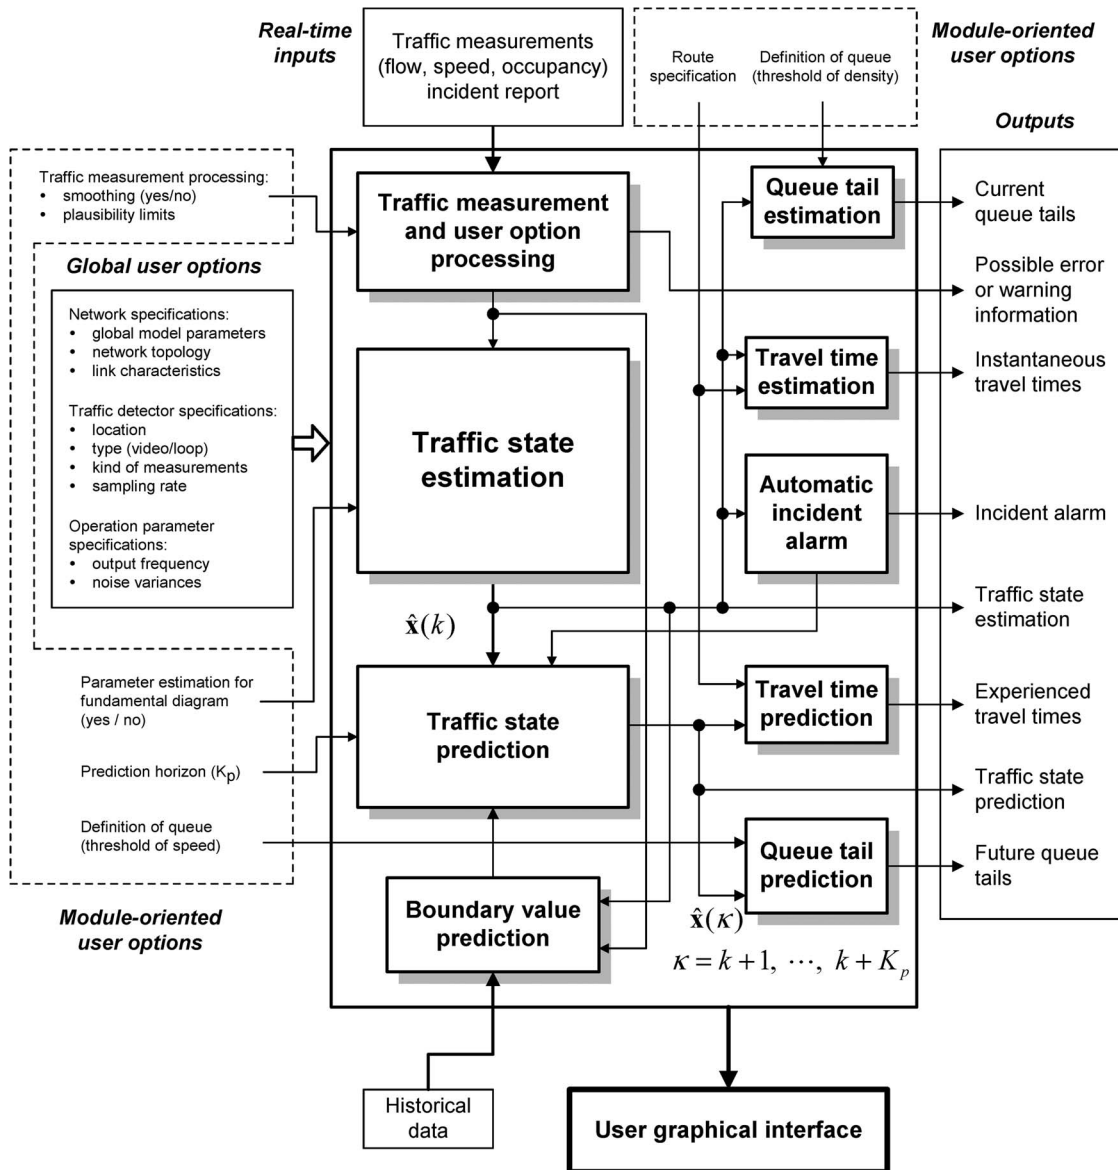 Real-time
inputs
Traffic measurements
(flow, speed, occupancy)
incident report
Route
specification
Definition of queue
(threshold of density)
Module-oriented
user options
Outputs
Traffic measurement processing:
• smoothing (yes/no)
• plausibility limits
Global user options
Network specifications:
• global model parameters
• network topology
• link characteristics
Traffic detector specifications:
• location
• type (video/loop)
• kind of measurements
• sampling rate
Operation parameter
specifications:
• output frequency
• noise variances
Parameter estimation for
fundamental diagram
(yes / no)
Prediction horizon (Kp)
Definition of queue
(threshold of speed)
Module-oriented
user options
Traffic measurement
and user option
processing
Traffic state
estimation
x̂(k)
Traffic state
prediction
Boundary value
prediction
Historical
data
Queue tail
estimation
Travel time
estimation
Automatic
incident
alarm
Travel time
prediction
Queue tail
prediction
x̂(κ)
κ = k+1, ⋯, k+Kp
Current
queue tails
Possible error
or warning
information
Instantaneous
travel times
Incident alarm
Traffic state
estimation
Experienced
travel times
Traffic state
prediction
Future queue
tails
User graphical interface